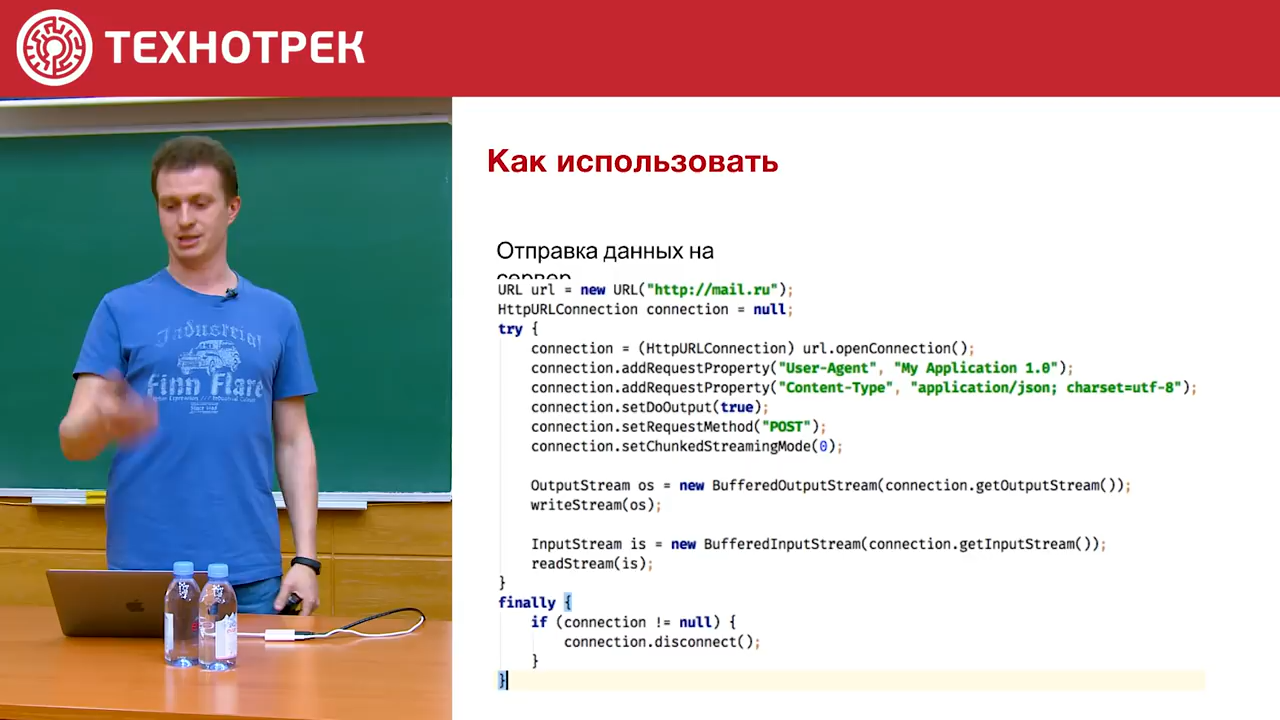 ТЕХНОТРЕК
Как использовать
Отправка данных на
сервер
URL url = new URL("http://mail.ru");
HttpURLConnection connection = null;
try {
connection = (HttpURLConnection) url.openConnection();
connection.addRequestProperty("User-Agent", "My Application 1.0");
connection.addRequestProperty("Content-Type", "application/json; charset=utf-8");
connection.setDoOutput(true);
connection.setRequestMethod("POST");
connection.setChunkedStreamingMode(0);
OutputStream os = new BufferedOutputStream(connection.getOutputStream());
writeStream(os);
InputStream is = new BufferedInputStream(connection.getInputStream());
readStream(is);
}
finally {
if (connection != null) {
connection.disconnect();
}
}
Industrial
Finn Flare